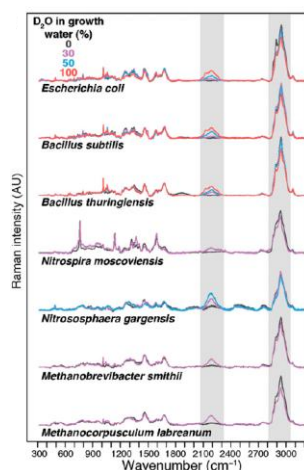 D₂O in growth
water (%)
0
30
50
100
Escherichia coli
Bacillus subtilis
Bacillus thuringiensis
Nitrospira moscoviensis
Nitrososphaera gargensis
Methanobrevibacter smithii
Methanocorpusculum labreanum
Raman intensity (AU)
300 600 900 1200 1500 1800 2100 2400 2700 3000
Wavenumber (cm⁻¹)